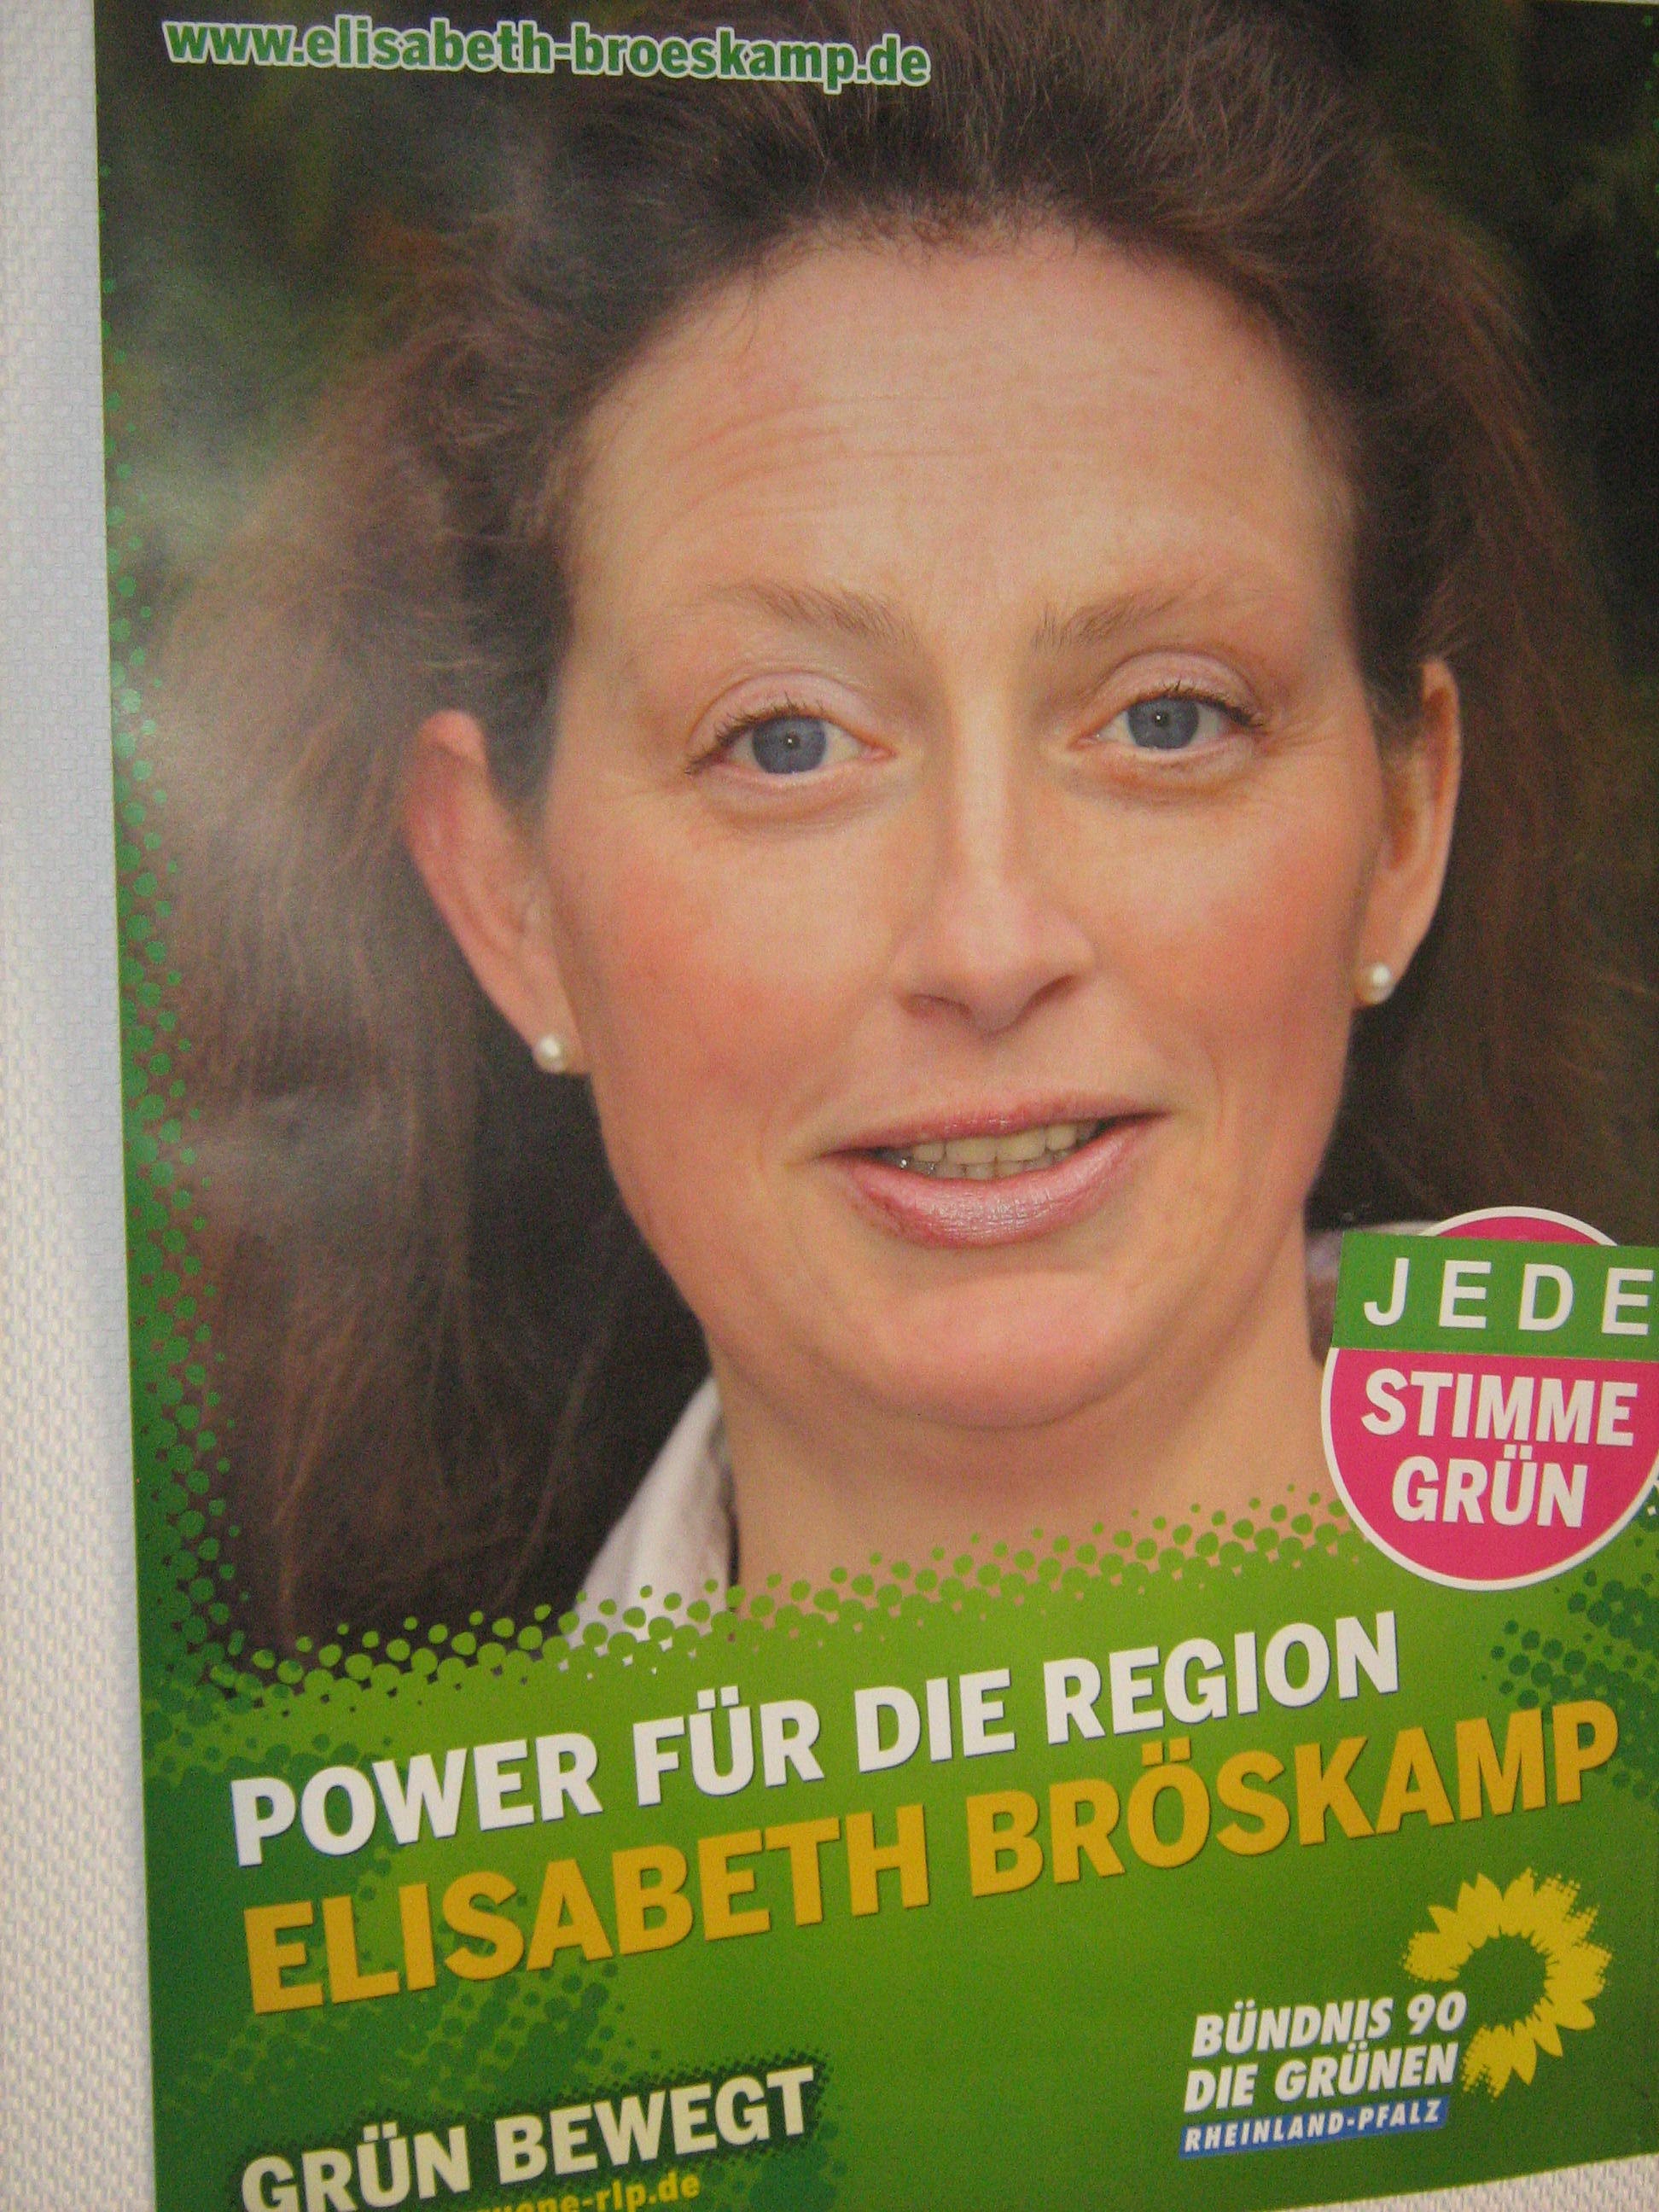 www.elisabeth-broeskamp.de
JEDE
STIMME
GRÜN
POWER FÜR DIE REGION
ELISABETH BRÖSKAMP
BÜNDNIS 90
DIE GRÜNEN
RHEINLAND-PFALZ
GRÜN BEWEGT